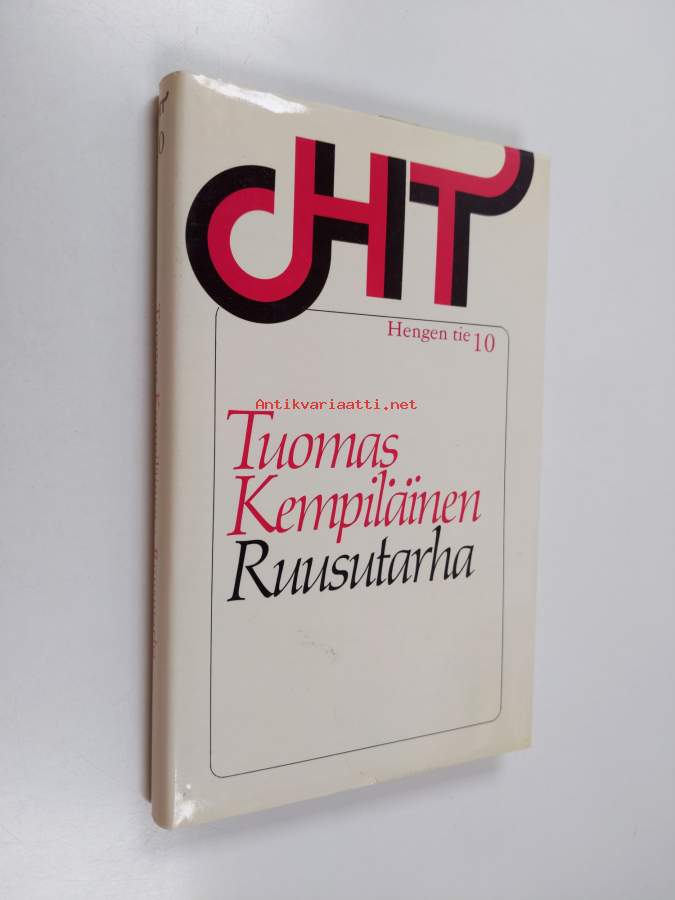 HT
Hengen tie 10
Antikvariaatti.net
Tuomas
Kempiläinen
Ruusutarha